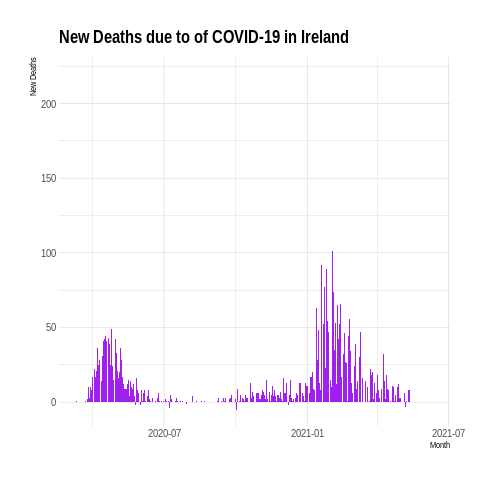 New Deaths due to of COVID-19 in Ireland
New Deaths
200
150
100
50
0
2020-07
2021-01
2021-07
Month